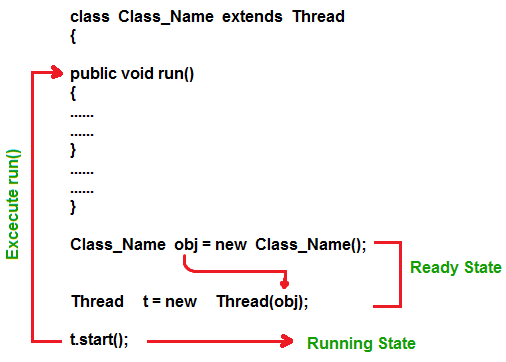 class Class_Name extends Thread
{
public void run()
{
......
......
}
......
......
}
Class_Name obj = new Class_Name();
Ready State
Thread t = new Thread(obj);
t.start();
Running State
Excecute run()